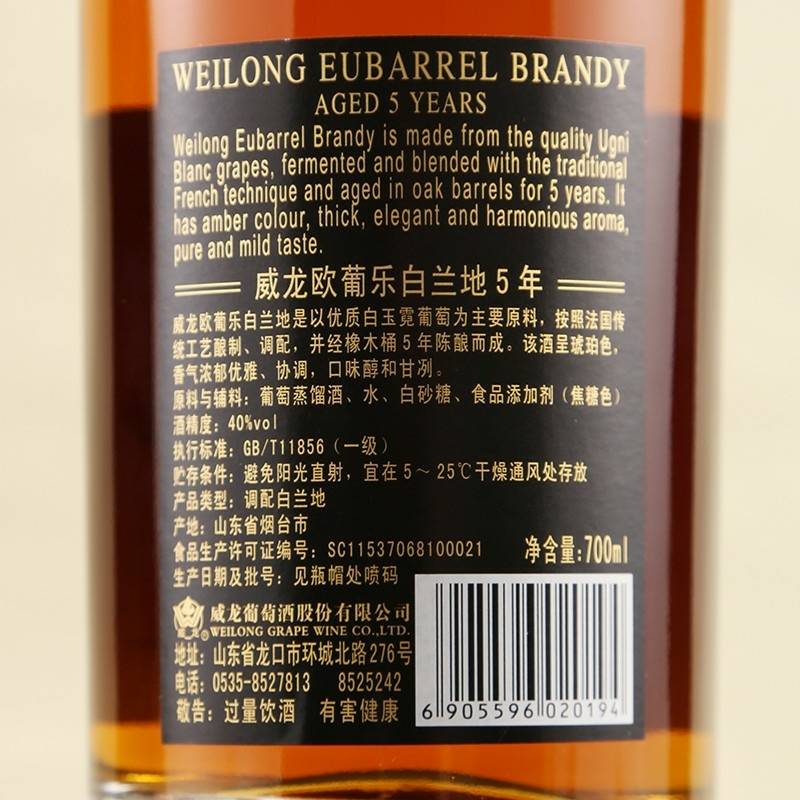 WEILONG EUBARREL BRANDY
AGED 5 YEARS
Weilong Eubarrel Brandy is made from the quality Ugni
Blanc grapes, fermented and blended with the traditional
French technique and aged in oak barrels for 5 years. It
has amber colour, thick, elegant and harmonious aroma,
pure and mild taste.
威龙欧葡乐白兰地5年
威龙欧葡乐白兰地是以优质白玉霓葡萄为主要原料，按照法国传
统工艺酿制、调配，并经橡木桶5年陈酿而成。该酒呈琥珀色，
香气浓郁优雅、协调，口味醇和甘冽。
原料与辅料：葡萄蒸馏酒、水、白砂糖、食品添加剂（焦糖色）
酒精度：40%vol
执行标准：GB/T11856（一级）
贮存条件：避免阳光直射，宜在5～25℃干燥通风处存放
产品类型：调配白兰地
产地：山东省烟台市
食品生产许可证编号：SC11537068100021
净含量:700ml
生产日期及批号：见瓶帽处喷码
威龙®
威龙葡萄酒股份有限公司
WEILONG GRAPE WINE CO.,LTD.
地址：山东省龙口市环城北路276号
电话：0535-8527813 8525242
敬告：过量饮酒 有害健康
6 905596 020194